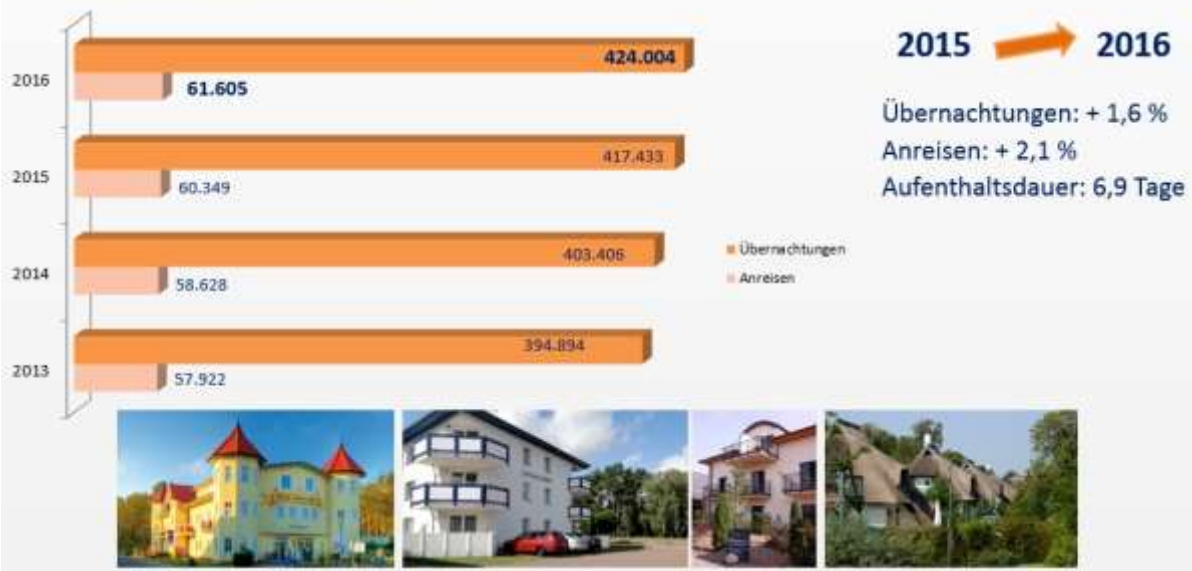 2016
424.004
61.605
2015
417.433
60.349
2014
403.406
58.628
2013
394.894
57.922
Übernachtungen
Anreisen
2015 2016
Übernachtungen: + 1,6 %
Anreisen: + 2,1 %
Aufenthaltsdauer: 6,9 Tage